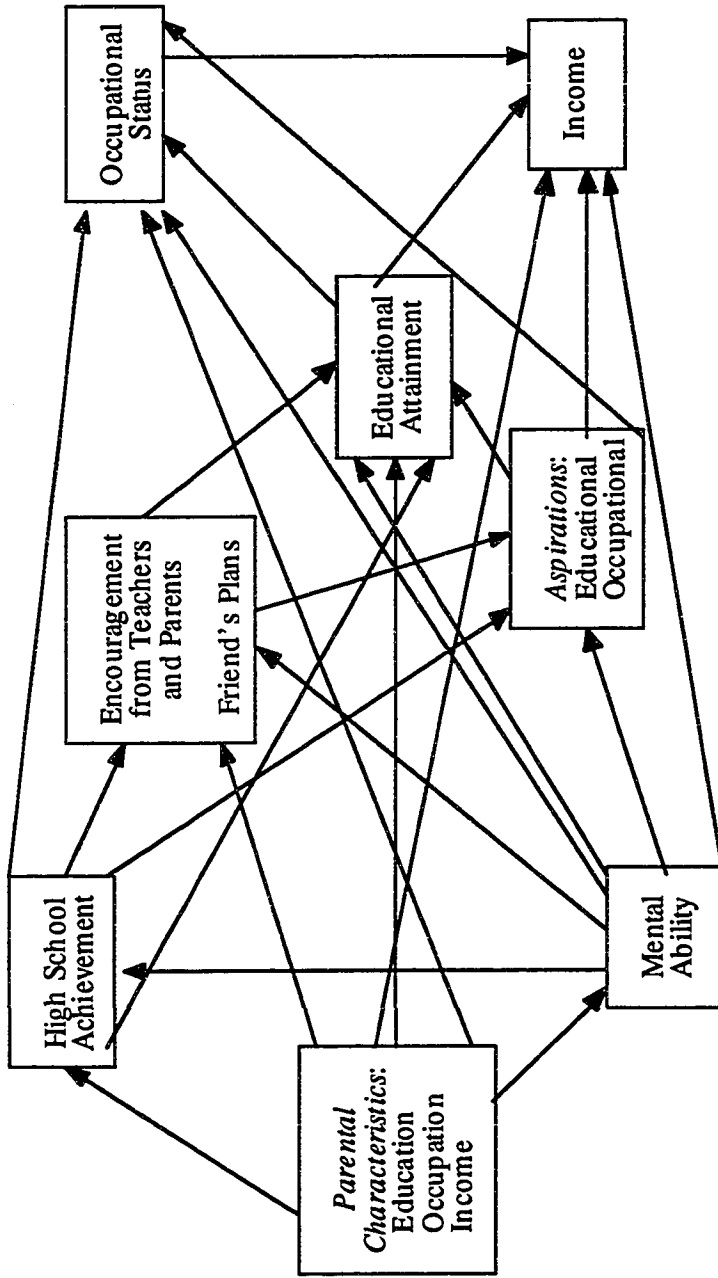 High School
Achievement
Encouragement
from Teachers
and Parents
Friend's Plans
Occupational
Status
Parental
Characteristics:
Education
Occupation
Income
Educational
Attainment
Mental
Ability
Aspirations:
Educational
Occupational
Income